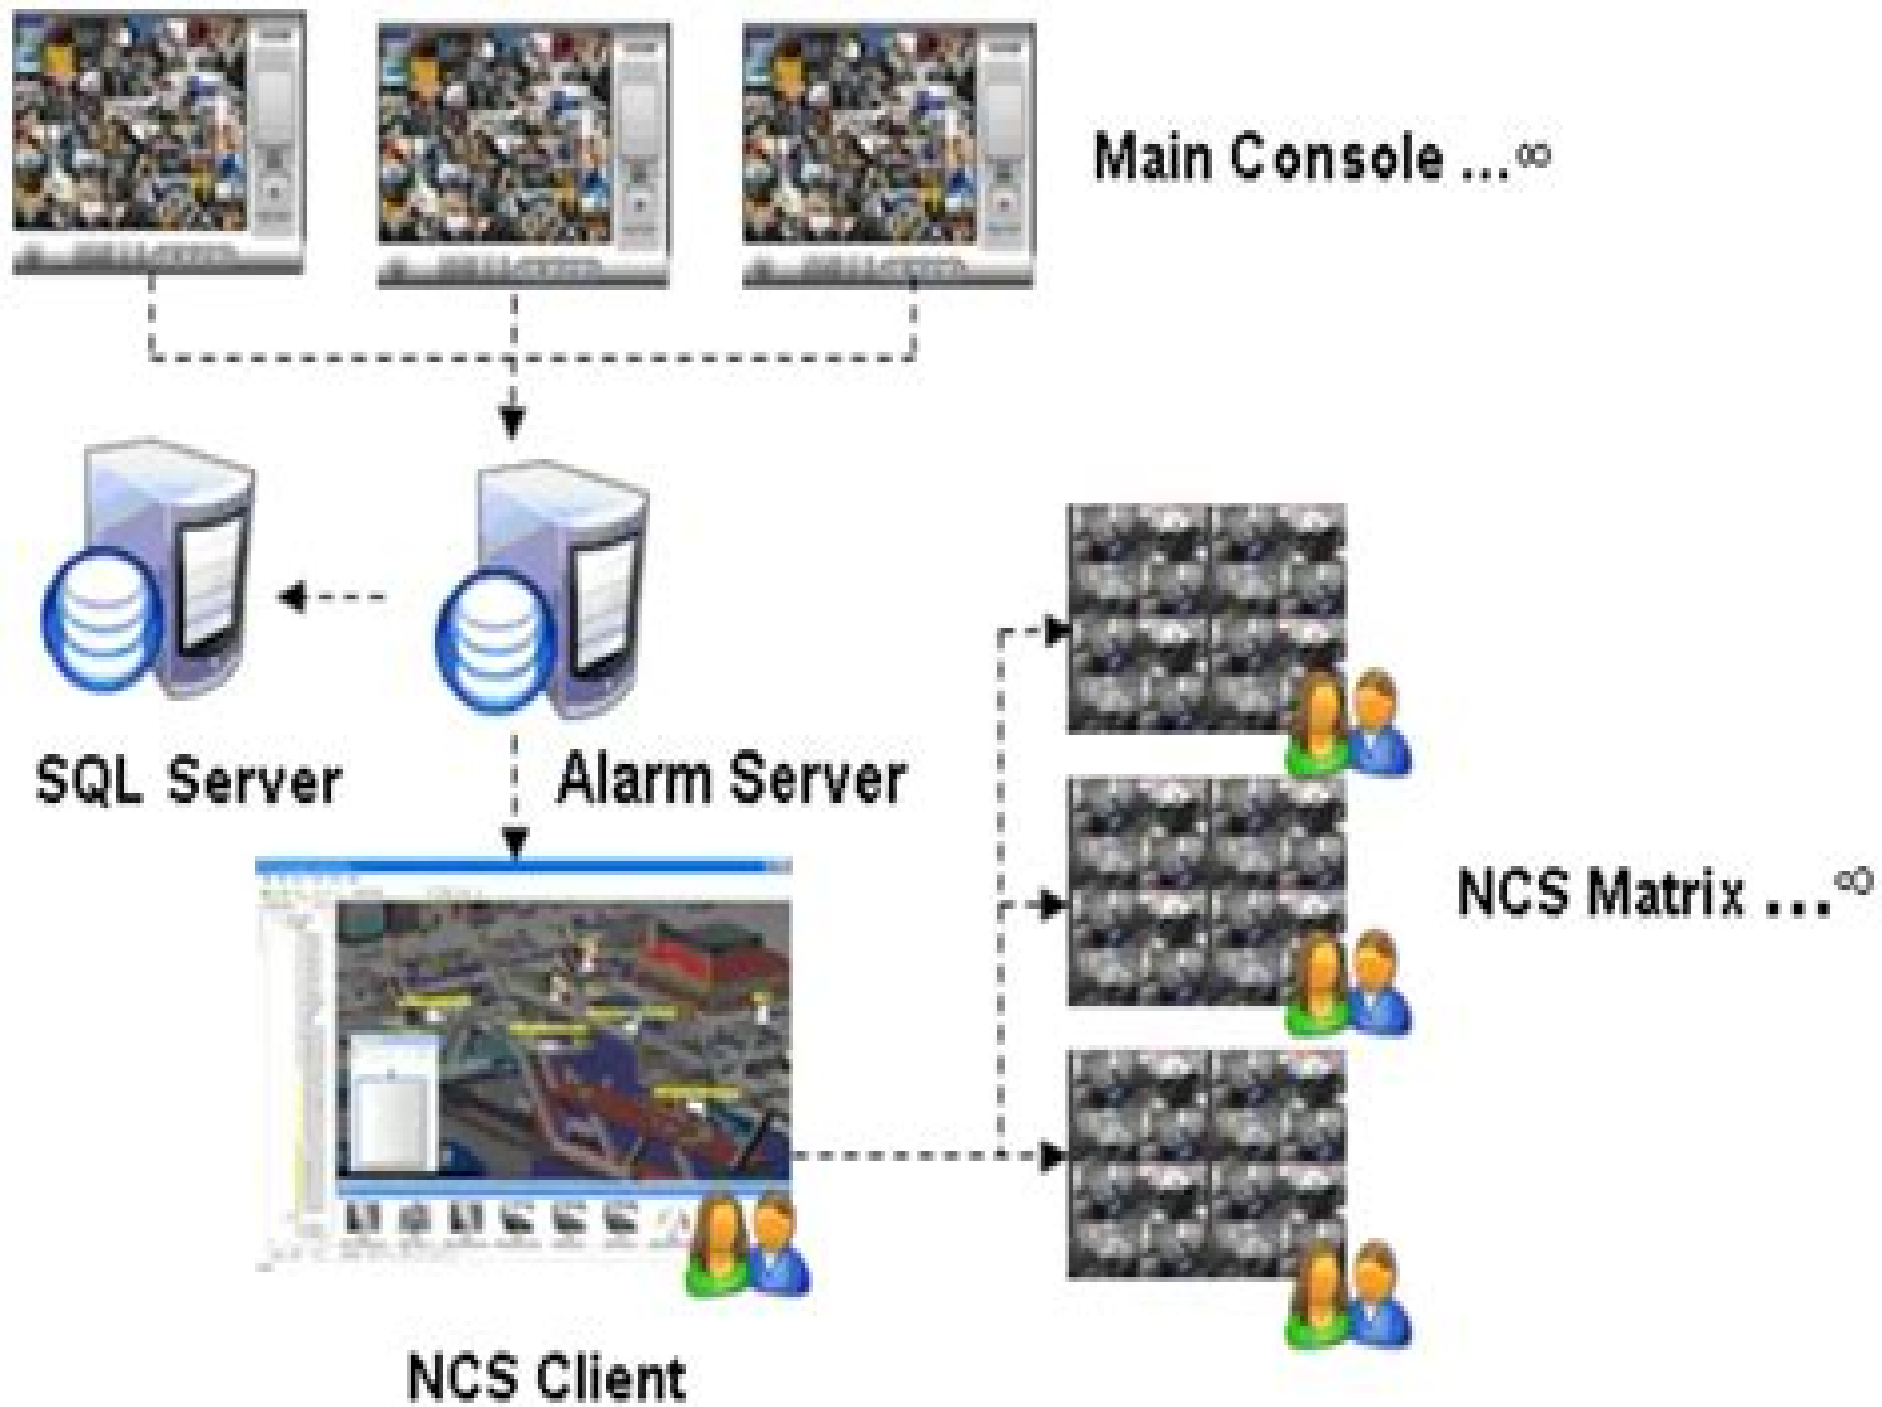 Main Console ...∞
SQL Server
Alarm Server
NCS Matrix ...∞
NCS Client